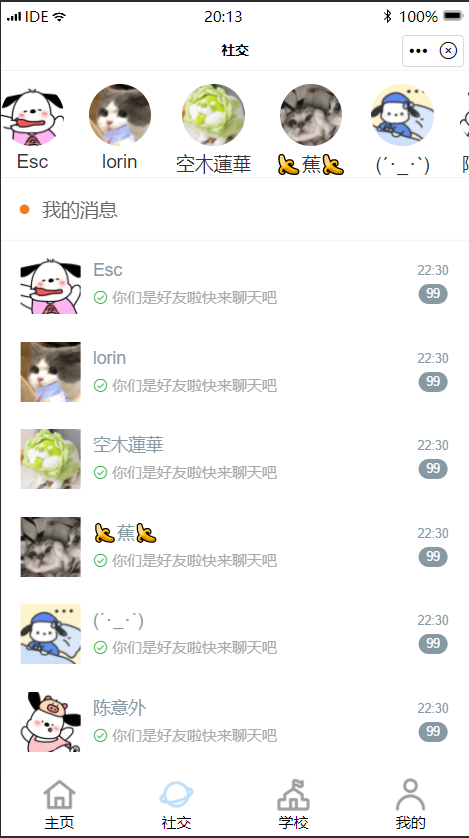 IDE 20:13 100%
社交
Esc lorin 空木蓮華 🍌蕉🍌 (´·_·`)
我的消息
Esc 22:30
你们是好友啦快来聊天吧 99
lorin 22:30
你们是好友啦快来聊天吧 99
空木蓮華 22:30
你们是好友啦快来聊天吧 99
🍌蕉🍌 22:30
你们是好友啦快来聊天吧 99
(´·_·`) 22:30
你们是好友啦快来聊天吧 99
陈意外 22:30
你们是好友啦快来聊天吧 99
主页 社交 学校 我的